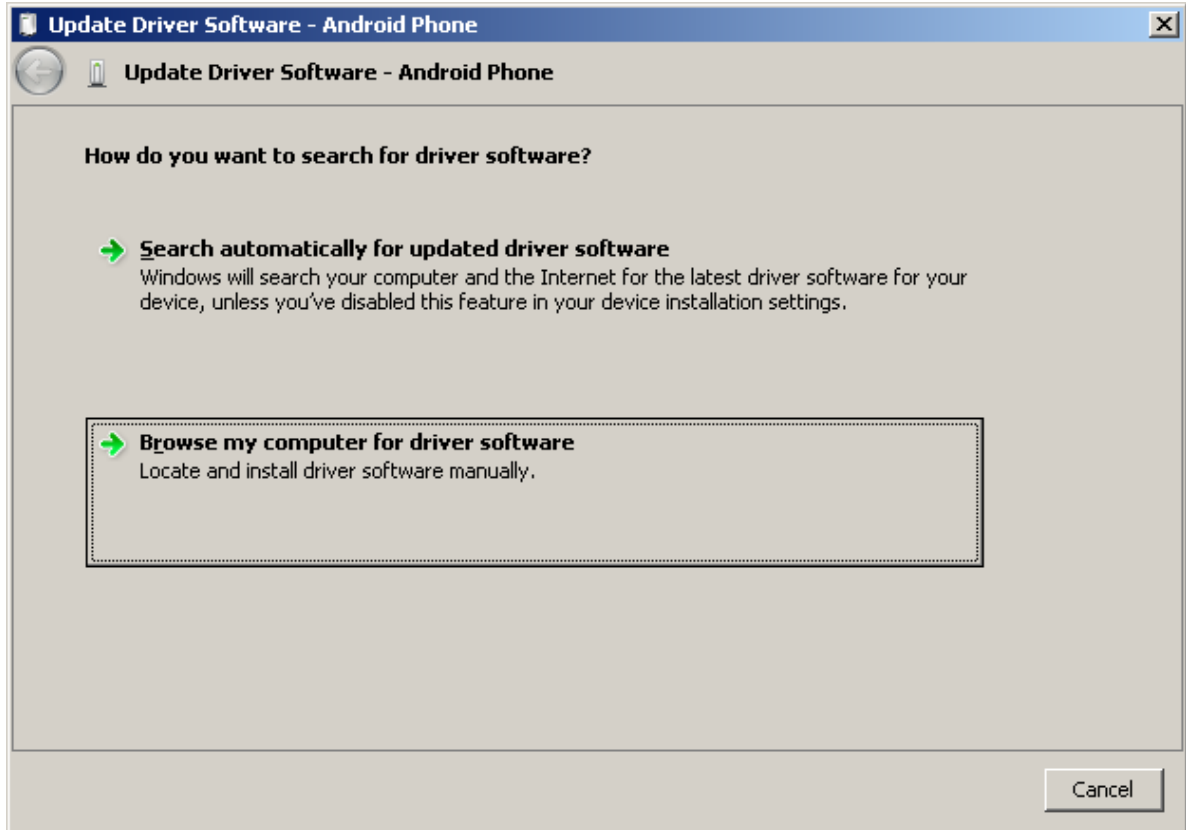 Update Driver Software - Android Phone
Update Driver Software - Android Phone
How do you want to search for driver software?
Search automatically for updated driver software
Windows will search your computer and the Internet for the latest driver software for your
device, unless you've disabled this feature in your device installation settings.
Browse my computer for driver software
Locate and install driver software manually.
Cancel